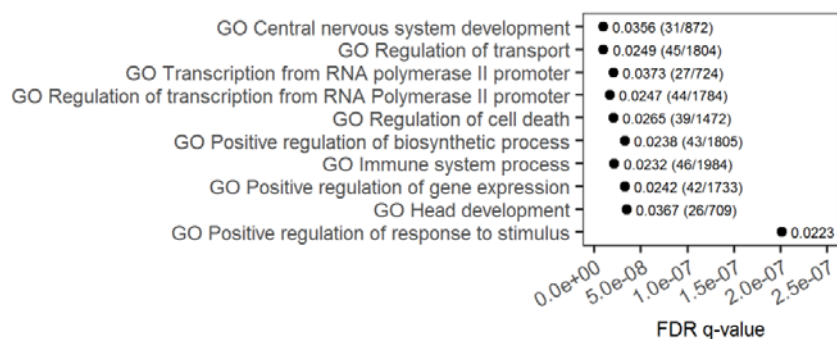 GO Central nervous system development 0.0356 (31/872)
GO Regulation of transport 0.0249 (45/1804)
GO Transcription from RNA polymerase II promoter 0.0373 (27/724)
GO Regulation of transcription from RNA Polymerase II promoter 0.0247 (44/1784)
GO Regulation of cell death 0.0265 (39/1472)
GO Positive regulation of biosynthetic process 0.0238 (43/1805)
GO Immune system process 0.0232 (46/1984)
GO Positive regulation of gene expression 0.0242 (42/1733)
GO Head development 0.0367 (26/709)
GO Positive regulation of response to stimulus 0.0223
0.0e+00 5.0e-08 1.0e-07 1.5e-07 2.0e-07 2.5e-07
FDR q-value